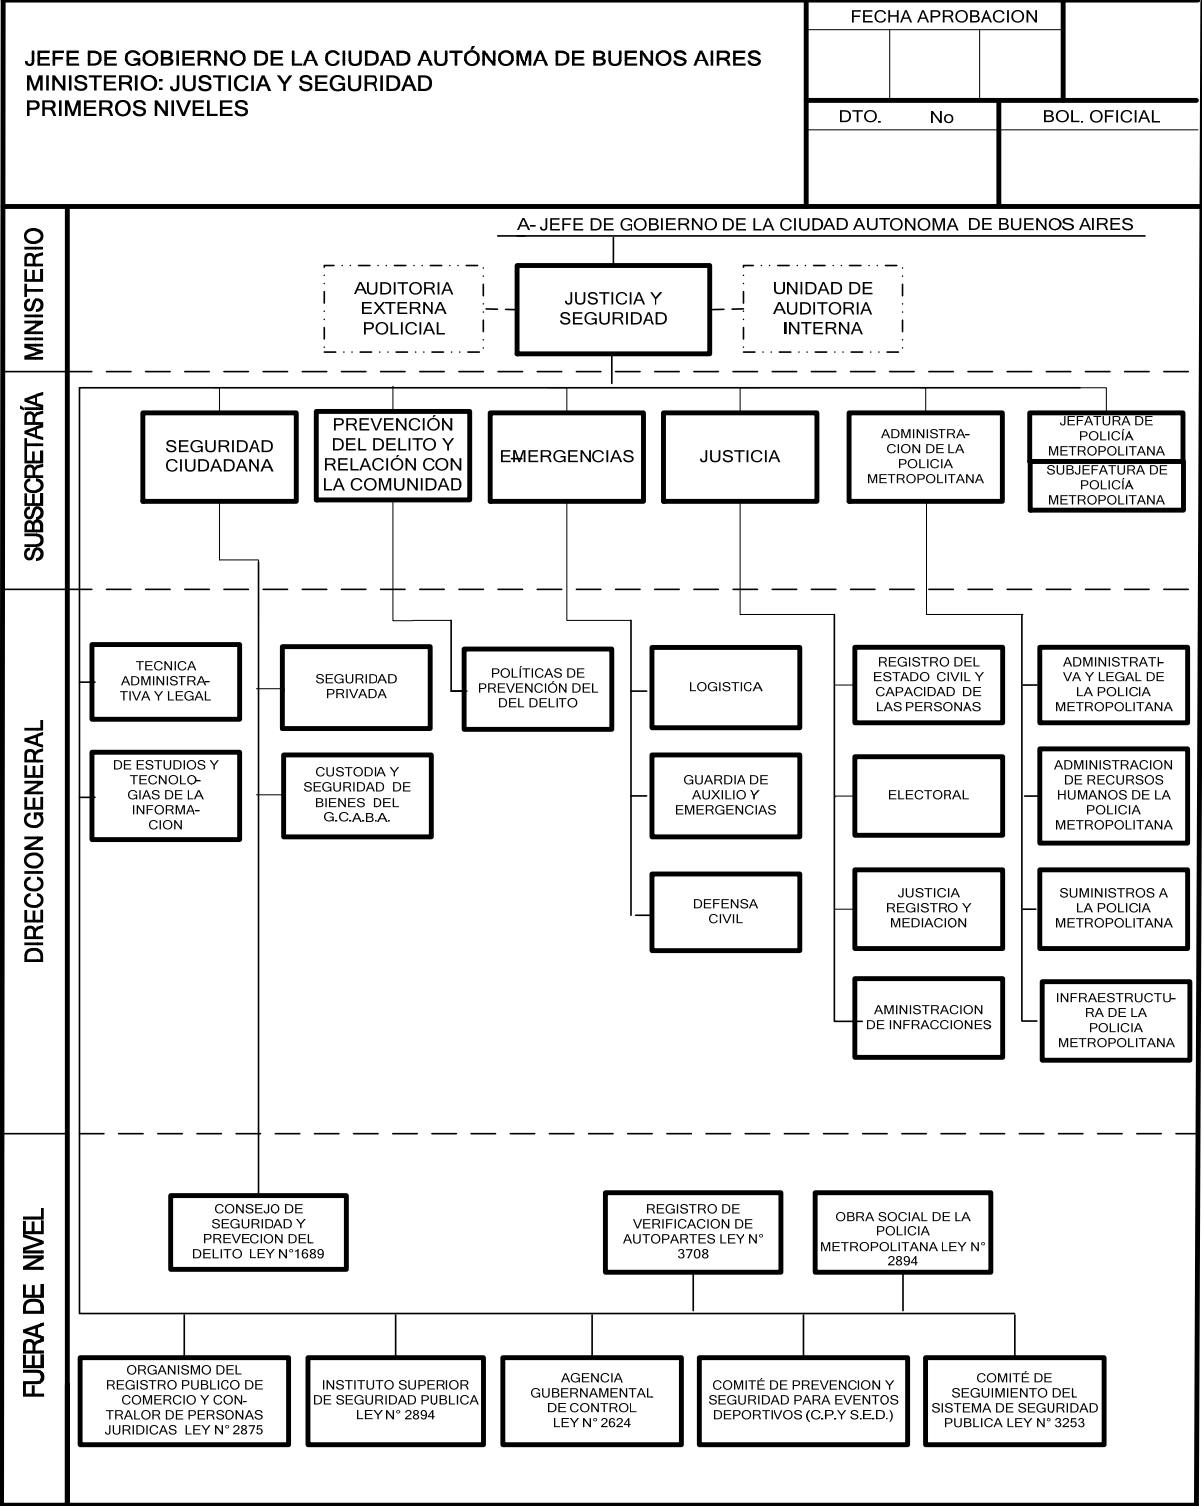 JEFE DE GOBIERNO DE LA CIUDAD AUTÓNOMA DE BUENOS AIRES
MINISTERIO: JUSTICIA Y SEGURIDAD
PRIMEROS NIVELES
FECHA APROBACION
DTO. No
BOL. OFICIAL
MINISTERIO
A- JEFE DE GOBIERNO DE LA CIUDAD AUTONOMA DE BUENOS AIRES
AUDITORIA
EXTERNA
POLICIAL
JUSTICIA Y
SEGURIDAD
UNIDAD DE
AUDITORIA
INTERNA
SUBSECRETARÍA
SEGURIDAD
CIUDADANA
PREVENCIÓN
DEL DELITO Y
RELACIÓN CON
LA COMUNIDAD
EMERGENCIAS
JUSTICIA
ADMINISTRA-
CION DE LA
POLICIA
METROPOLITANA
JEFATURA DE
POLICÍA
METROPOLITANA
SUBJEFATURA DE
POLICÍA
METROPOLITANA
DIRECCION GENERAL
TECNICA
ADMINISTRA-
TIVA Y LEGAL
SEGURIDAD
PRIVADA
POLÍTICAS DE
PREVENCIÓN DEL
DEL DELITO
LOGISTICA
REGISTRO DEL
ESTADO CIVIL Y
CAPACIDAD DE
LAS PERSONAS
ADMINISTRATI-
VA Y LEGAL DE
LA POLICIA
METROPOLITANA
DE ESTUDIOS Y
TECNOLO-
GIAS DE LA
INFORMA-
CION
CUSTODIA Y
SEGURIDAD DE
BIENES DEL
G.C.A.B.A.
GUARDIA DE
AUXILIO Y
EMERGENCIAS
ELECTORAL
ADMINISTRACION
DE RECURSOS
HUMANOS DE LA
POLICIA
METROPOLITANA
DEFENSA
CIVIL
JUSTICIA
REGISTRO Y
MEDIACION
SUMINISTROS A
LA POLICIA
METROPOLITANA
AMINISTRACION
DE INFRACCIONES
INFRAESTRUCTU-
RA DE LA
POLICIA
METROPOLITANA
FUERA DE NIVEL
CONSEJO DE
SEGURIDAD Y
PREVECION DEL
DELITO LEY N°1689
REGISTRO DE
VERIFICACION DE
AUTOPARTES LEY N°
3708
OBRA SOCIAL DE LA
POLICIA
METROPOLITANA LEY N°
2894
ORGANISMO DEL
REGISTRO PUBLICO DE
COMERCIO Y CON-
TRALOR DE PERSONAS
JURIDICAS LEY N° 2875
INSTITUTO SUPERIOR
DE SEGURIDAD PUBLICA
LEY N° 2894
AGENCIA
GUBERNAMENTAL
DE CONTROL
LEY N° 2624
COMITÉ DE PREVENCION Y
SEGURIDAD PARA EVENTOS
DEPORTIVOS (C.P.Y S.E.D.)
COMITÉ DE
SEGUIMIENTO DEL
SISTEMA DE SEGURIDAD
PUBLICA LEY N° 3253